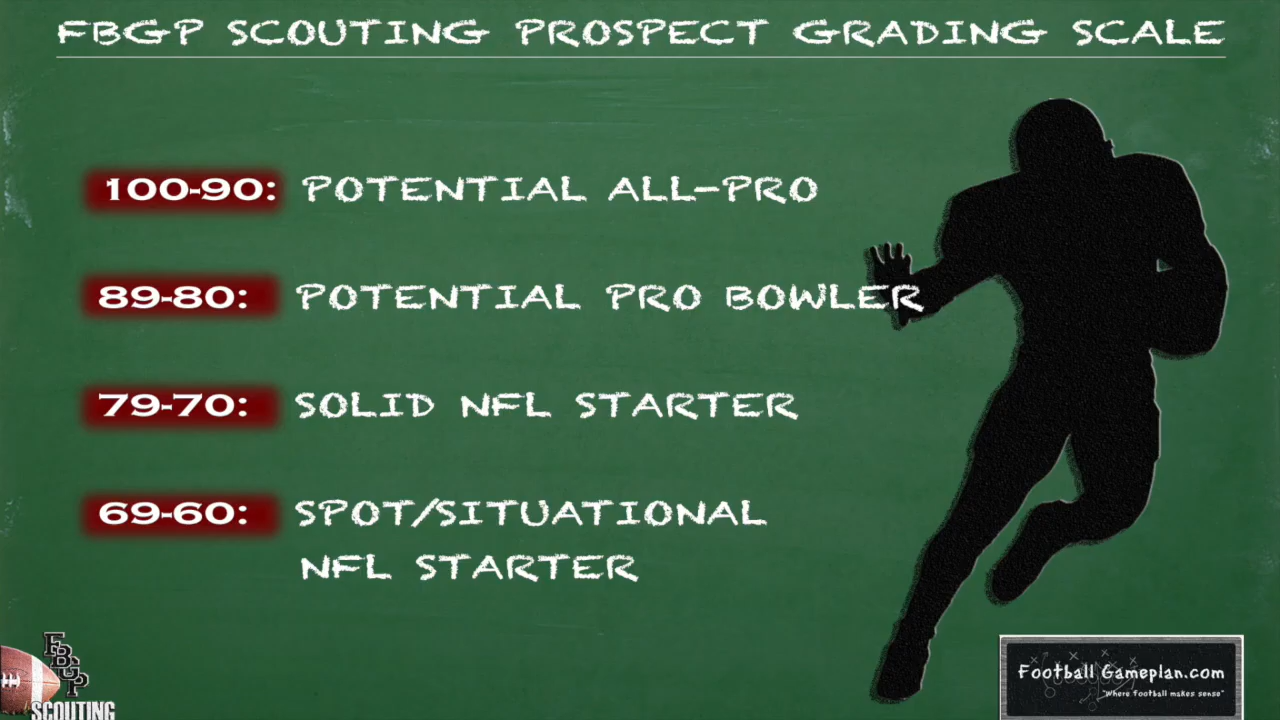 FBGP SCOUTING PROSPECT GRADING SCALE
100-90: POTENTIAL ALL-PRO
89-80: POTENTIAL PRO BOWLER
79-70: SOLID NFL STARTER
69-60: SPOT/SITUATIONAL
NFL STARTER
FBGP
SCOUTING
Football Gameplan.com
"Where football makes sense"